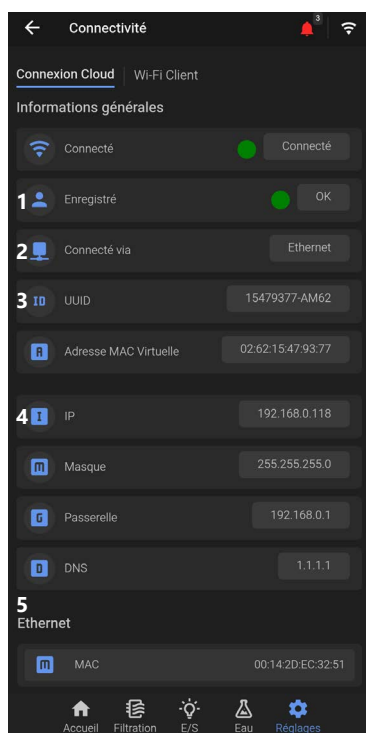 Connectivité 3
Connexion Cloud Wi-Fi Client
Informations générales
Connecté Connecté
1 Enregistré OK
2 Connecté via Ethernet
3 ID UUID 15479377-AM62
A Adresse MAC Virtuelle 02:62:15:47:93:77
4 I IP 192.168.0.118
m Masque 255.255.255.0
G Passerelle 192.168.0.1
D DNS 1.1.1.1
5
Ethernet
m MAC 00:14:2D:EC:32:51
Accueil Filtration E/S Eau Réglages